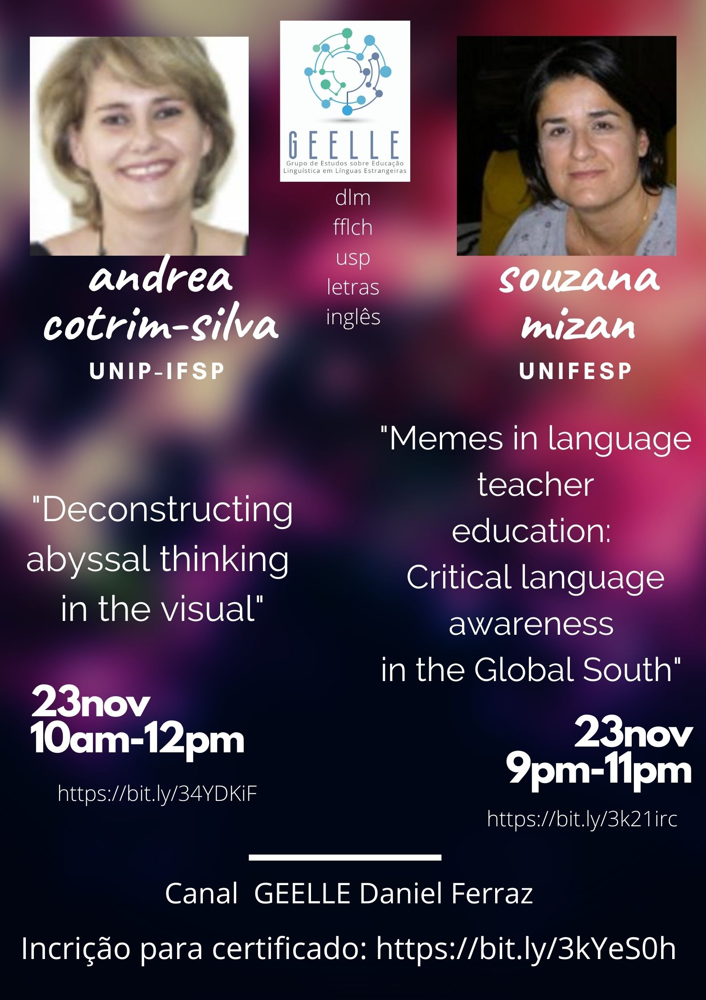 GEELLE
Grupo de Estudos sobre Educação
Linguística em Línguas Estrangeiras
dlm
fflch
usp
letras
inglês
andrea
cotrim-silva
UNIP-IFSP
souzana
mizan
UNIFESP
"Deconstructing
abyssal thinking
in the visual"
23nov
10am-12pm
https://bit.ly/34YDKiF
"Memes in language
teacher
education:
Critical language
awareness
in the Global South"
23nov
9pm-11pm
https://bit.ly/3k21irc
Canal GEELLE Daniel Ferraz
Incrição para certificado: https://bit.ly/3kYeS0h